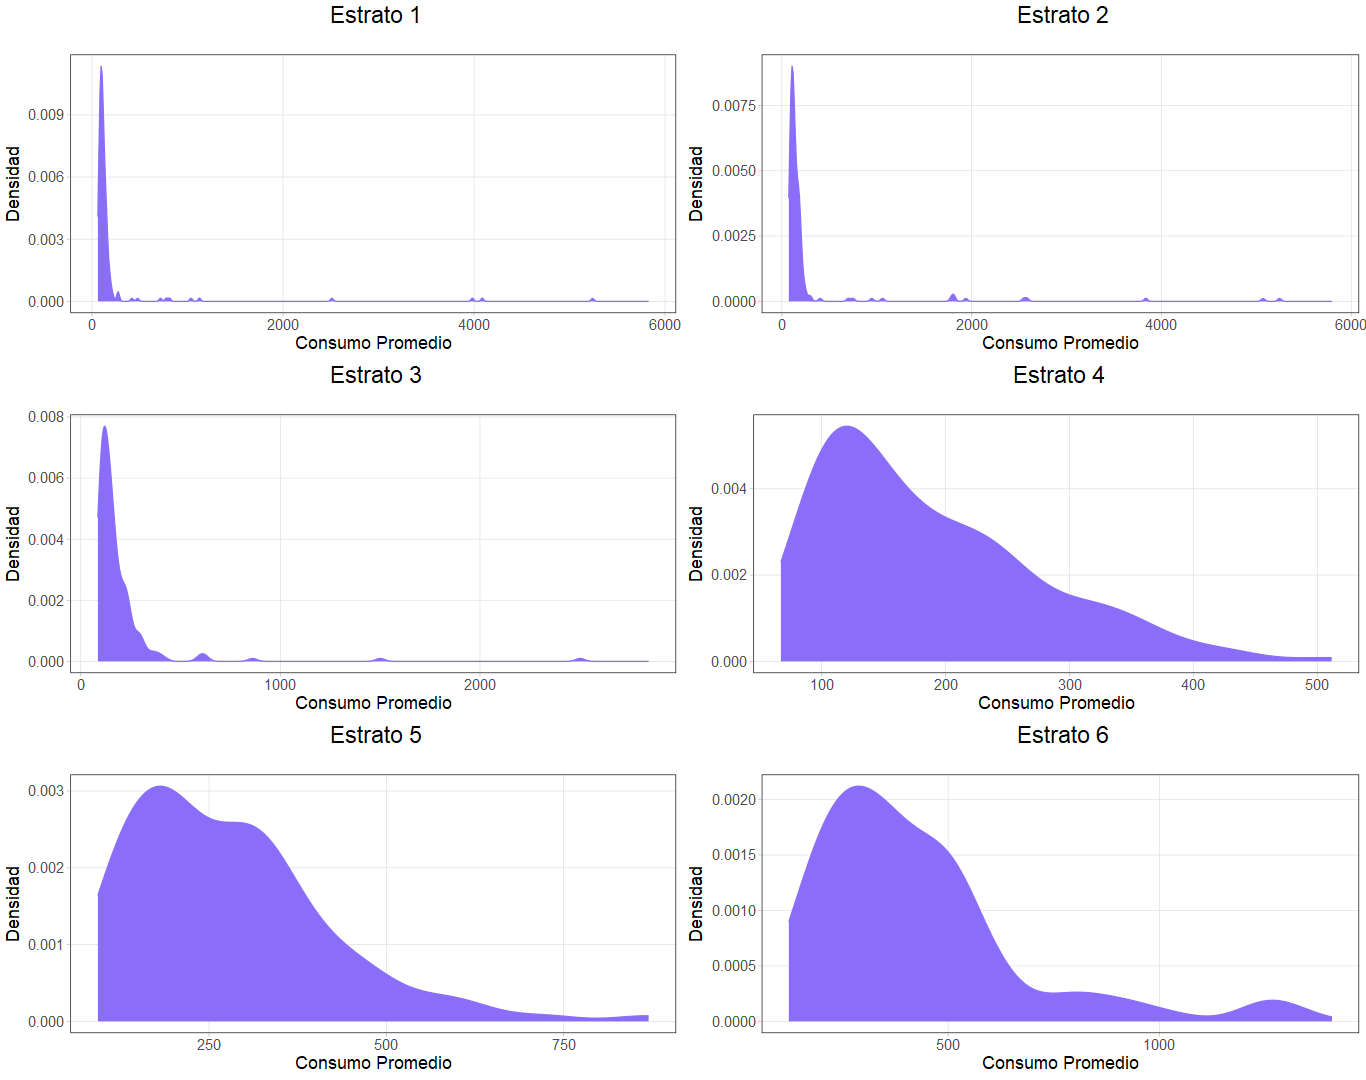 Estrato 1
Densidad
0.009
0.006
0.003
0.000
0 2000 4000 6000
Consumo Promedio
Estrato 2
Densidad
0.0075
0.0050
0.0025
0.0000
0 2000 4000 6000
Consumo Promedio
Estrato 3
Densidad
0.008
0.006
0.004
0.002
0.000
0 1000 2000
Consumo Promedio
Estrato 4
Densidad
0.004
0.002
0.000
100 200 300 400 500
Consumo Promedio
Estrato 5
Densidad
0.003
0.002
0.001
0.000
250 500 750
Consumo Promedio
Estrato 6
Densidad
0.0020
0.0015
0.0010
0.0005
0.0000
500 1000
Consumo Promedio